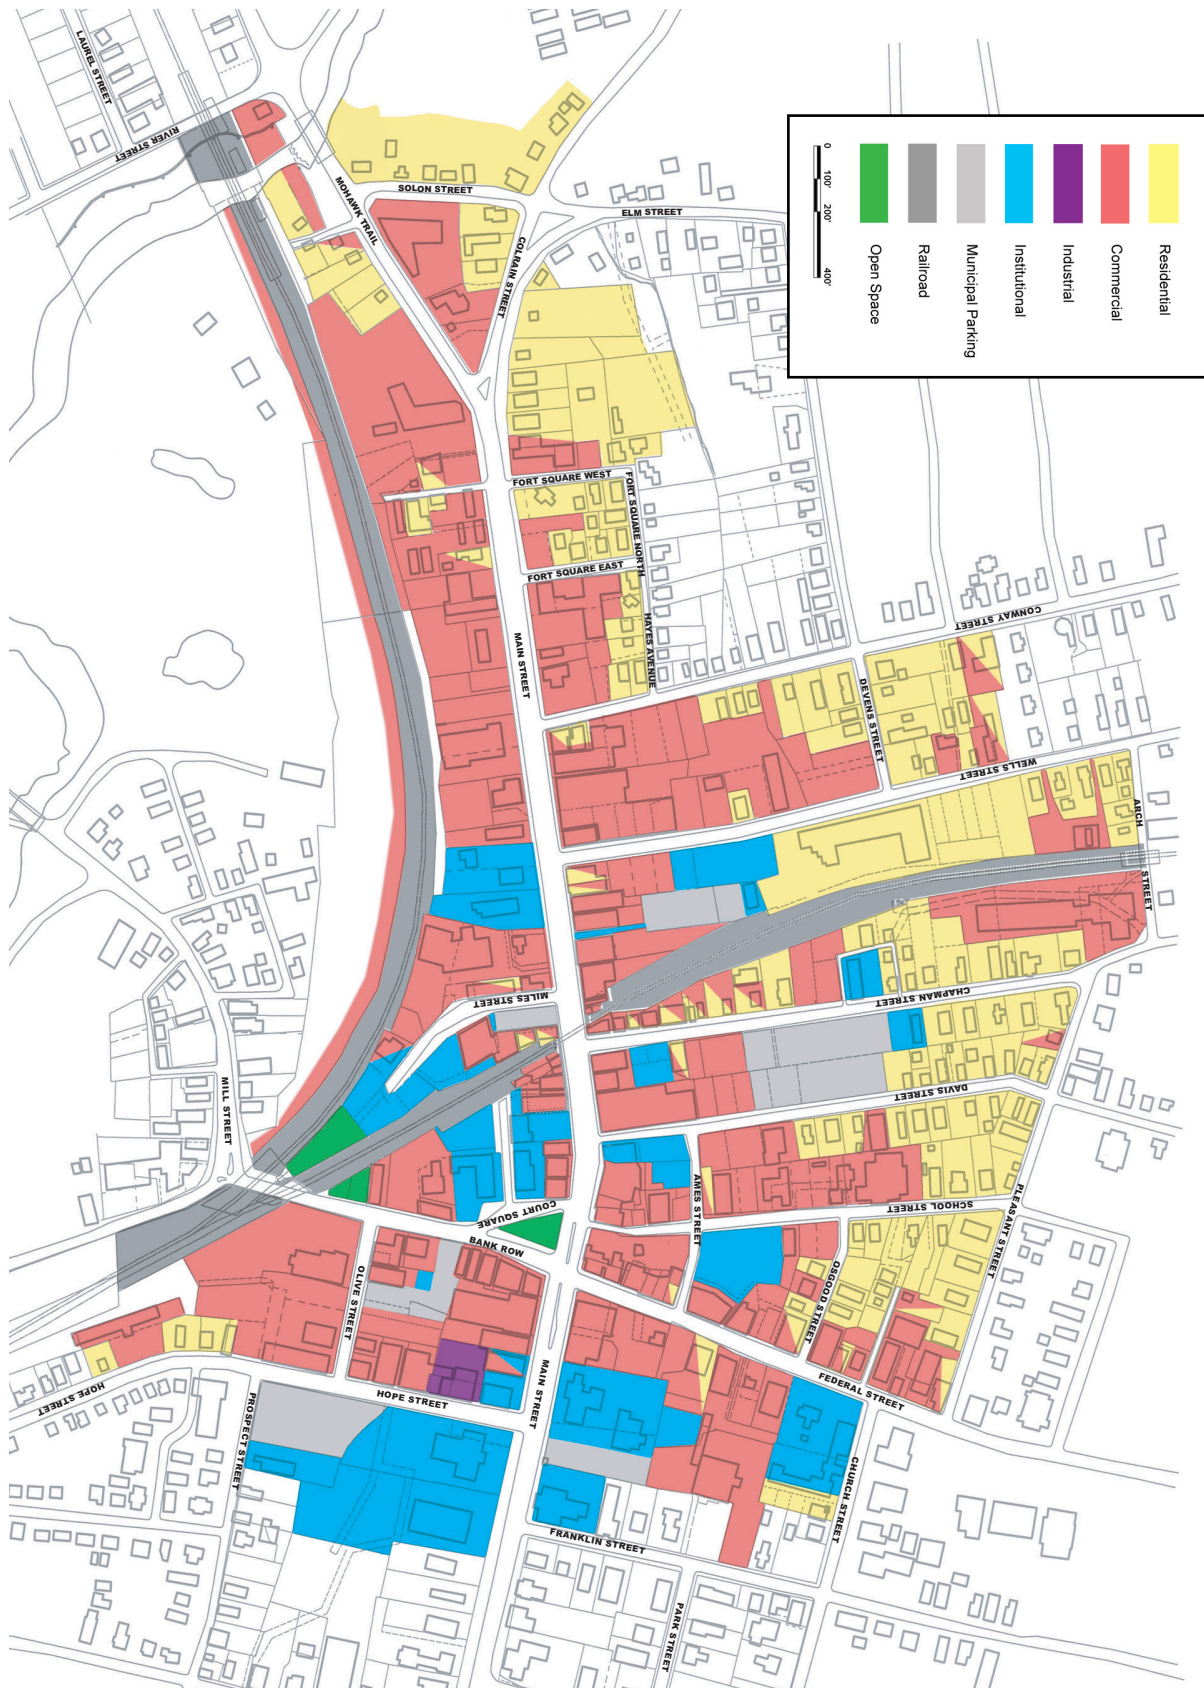 LAUREL STREET
RIVER STREET
MOHAWK TRAIL
SOLON STREET
COLRAIN STREET
ELM STREET
0
100'
200'
400'
Residential
Commercial
Industrial
Institutional
Municipal Parking
Railroad
Open Space
FORT SQUARE WEST
FORT SQUARE NORTH
FORT SQUARE EAST
HAYES AVENUE
MAIN STREET
CONWAY STREET
DEVENS STREET
WELLS STREET
ARCH
STREET
MILES STREET
CHAPMAN STREET
DAVIS STREET
MILL STREET
AMES STREET
SCHOOL STREET
PLEASANT STREET
COURT SQUARE
BANK ROW
OLIVE STREET
OSGOOD STREET
FEDERAL STREET
MAIN STREET
HOPE STREET
HOPE STREET
PROSPECT STREET
CHURCH STREET
FRANKLIN STREET
PARK STREET